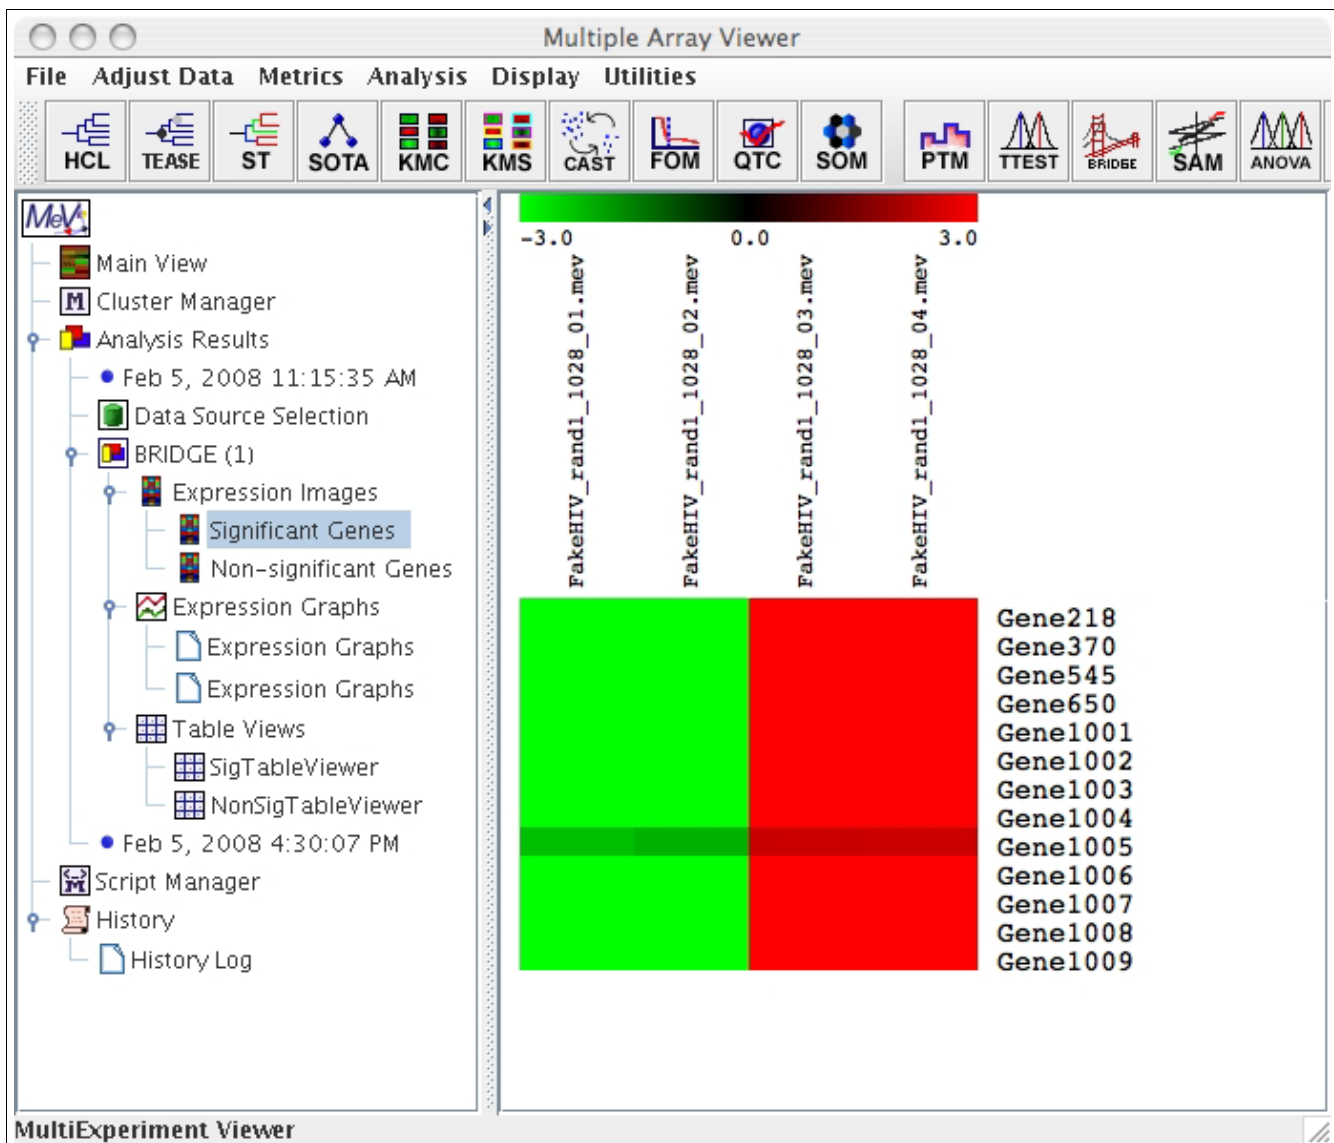 Multiple Array Viewer
File Adjust Data Metrics Analysis Display Utilities
HCL TEASE ST SOTA KMC KMS CAST FOM QTC SOM PTM TTEST BRIDGE SAM ANOVA
MeV
Main View
Cluster Manager
Analysis Results
Feb 5, 2008 11:15:35 AM
Data Source Selection
BRIDGE (1)
Expression Images
Significant Genes
Non-significant Genes
Expression Graphs
Expression Graphs
Expression Graphs
Table Views
SigTableViewer
NonSigTableViewer
Feb 5, 2008 4:30:07 PM
Script Manager
History
History Log
-3.0 0.0 3.0
FakeHIV_rand1_1028_01.mev
FakeHIV_rand1_1028_02.mev
FakeHIV_rand1_1028_03.mev
FakeHIV_rand1_1028_04.mev
Gene218
Gene370
Gene545
Gene650
Gene1001
Gene1002
Gene1003
Gene1004
Gene1005
Gene1006
Gene1007
Gene1008
Gene1009
MultiExperiment Viewer